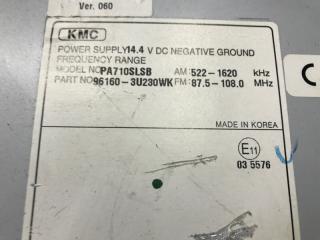 Ver. 060
KMC
POWER SUPPLY14.4 V DC NEGATIVE GROUND
FREQUENCY RANGE
MODEL NO PA710SLSB AM 522-1620 kHz
PART NO 96160-3U230WK FM 87.5-108.0 MHz
MADE IN KOREA
E11
03 5576
C